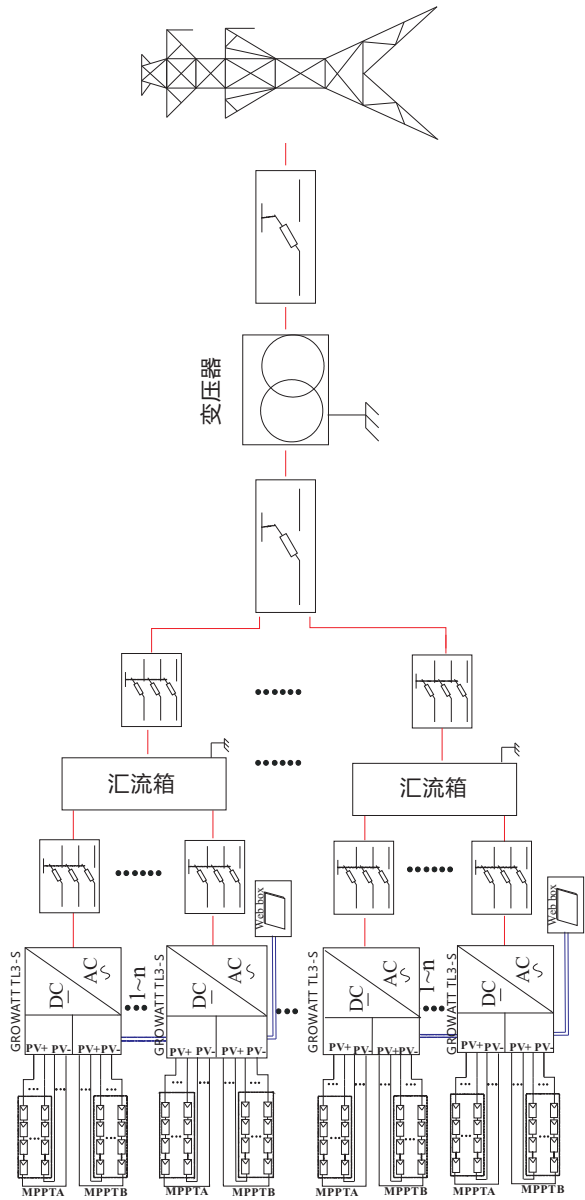 变压器
汇流箱
汇流箱
Web box
Web box
GROWATT TL3-S
DC
AC
1~n
GROWATT TL3-S
DC
AC
GROWATT TL3-S
DC
AC
1~n
GROWATT TL3-S
DC
AC
PV+ PV-
PV+ PV-
PV+ PV-
PV+ PV-
PV+ PV-
PV+ PV-
PV+ PV-
PV+ PV-
MPPTA
MPPTB
MPPTA
MPPTB
MPPTA
MPPTB
MPPTA
MPPTB